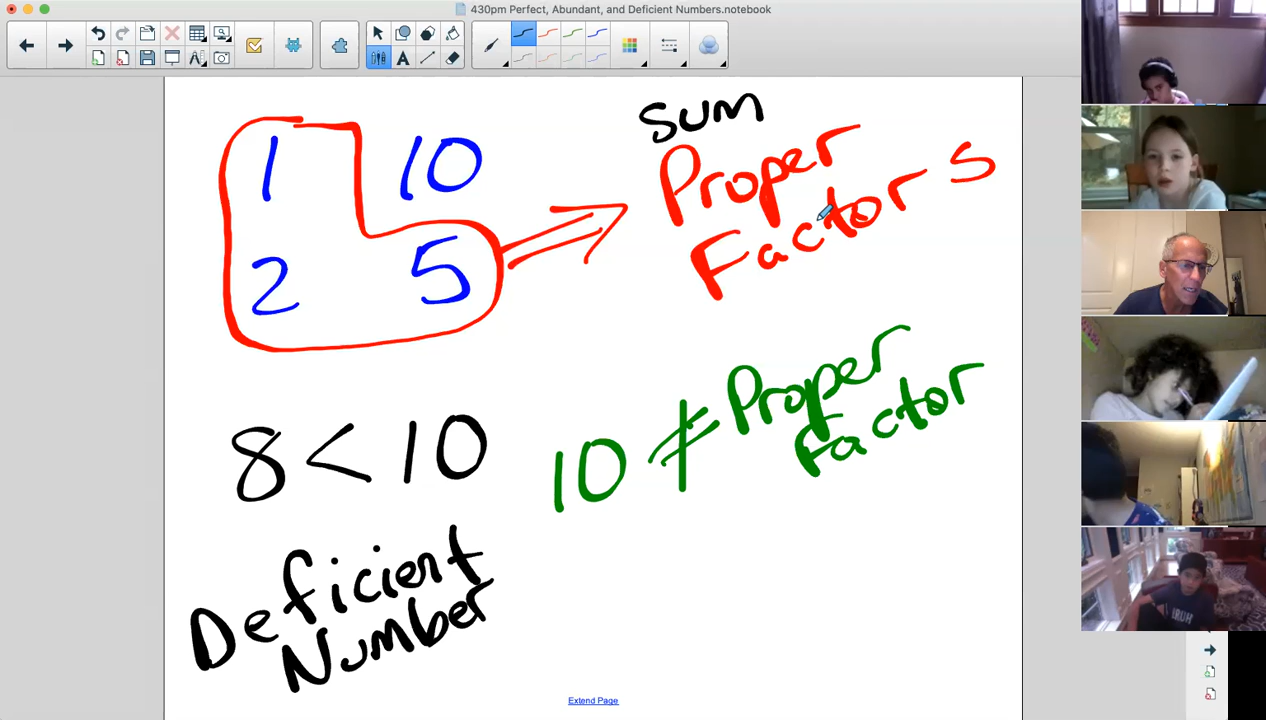 430pm Perfect, Abundant, and Deficient Numbers.notebook
sum
1 10
Proper
Factors
2 5
8 < 10
10 ≠ Proper
Factor
Deficient
Number
Extend Page